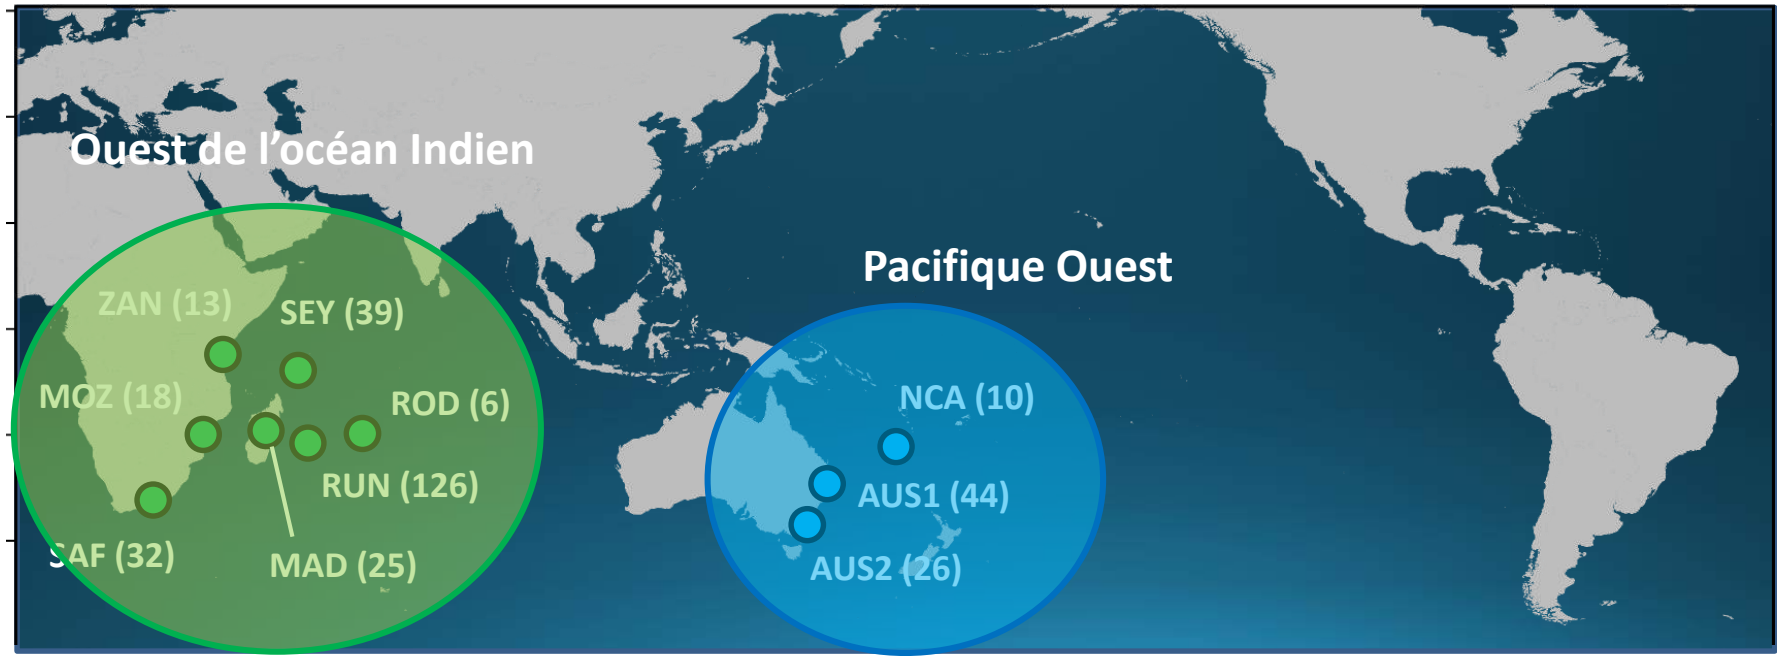 Ouest de l’océan Indien
Pacifique Ouest
ZAN (13)
SEY (39)
MOZ (18)
ROD (6)
NCA (10)
RUN (126)
AUS1 (44)
SAF (32)
MAD (25)
AUS2 (26)